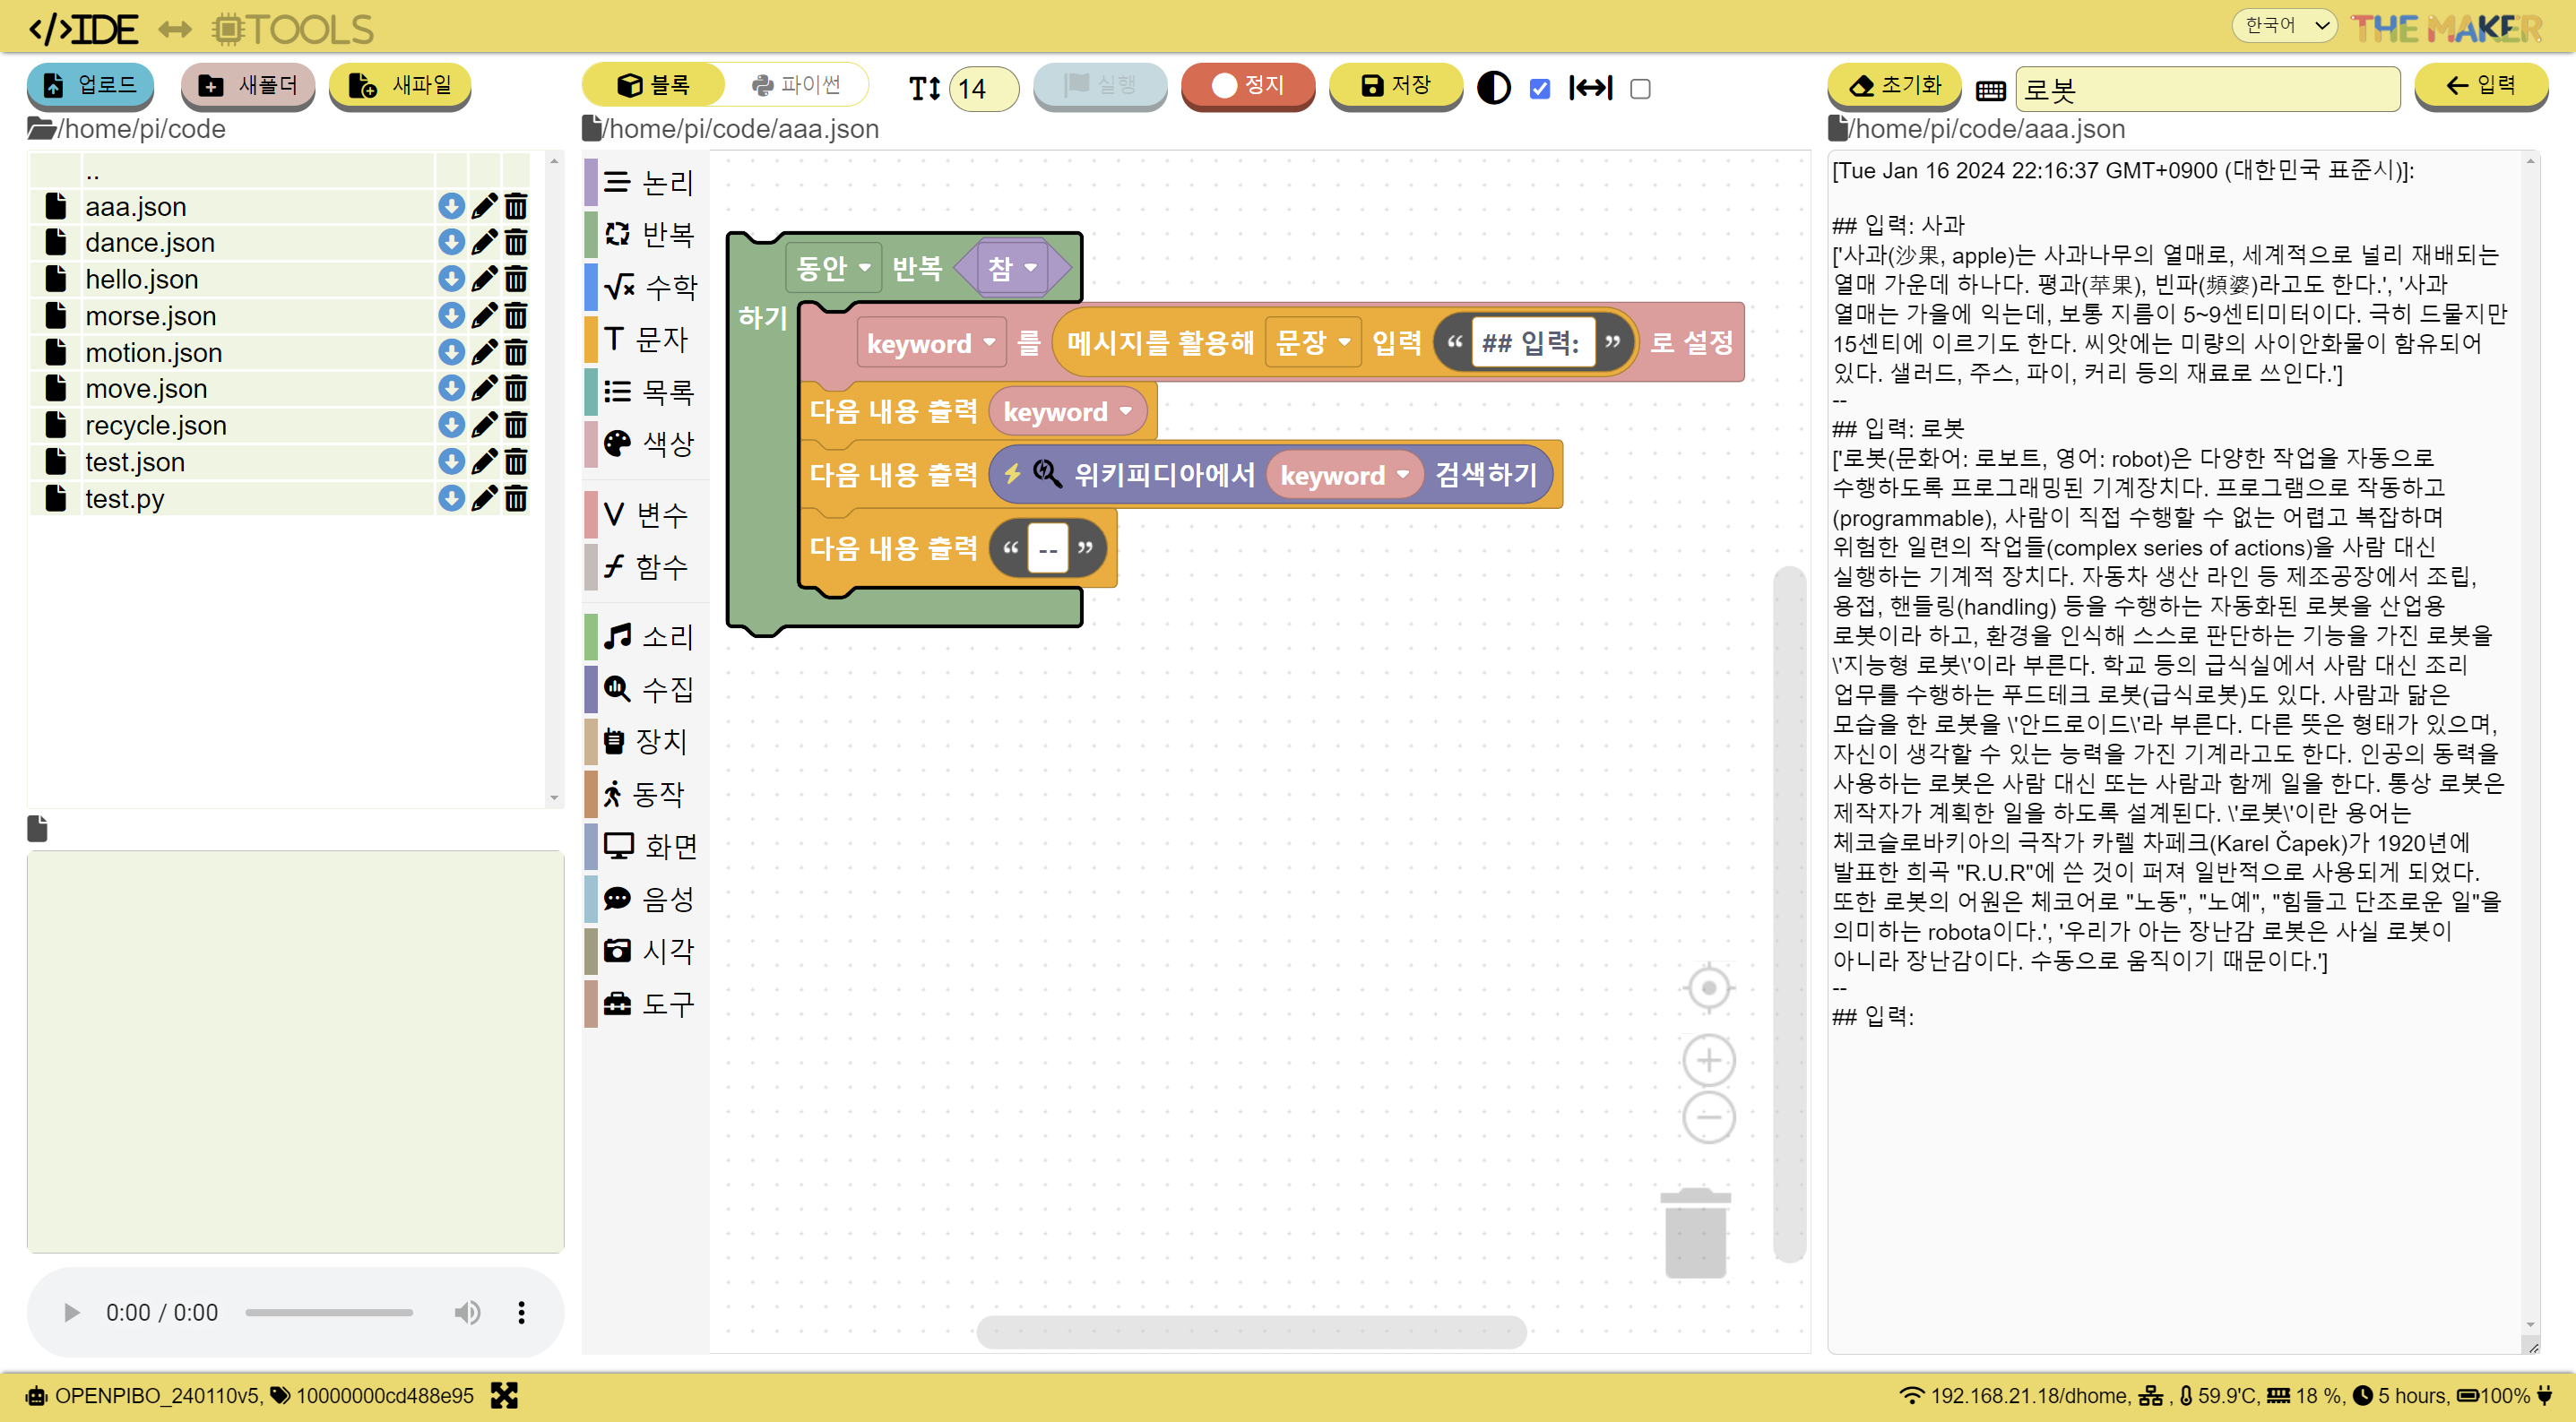 </>IDE TOOLS
한국어 THE MAKER
업로드 새폴더 새파일
/home/pi/code
..
aaa.json
dance.json
hello.json
morse.json
motion.json
move.json
recycle.json
test.json
test.py
0:00 / 0:00
블록 파이썬 T 14 실행 정지 저장
/home/pi/code/aaa.json
논리
반복
수학
문자
목록
색상
변수
함수
소리
수집
장치
동작
화면
음성
시각
도구
동안 반복 참
하기
keyword 를 메시지를 활용해 문장 입력 “ ## 입력: ” 로 설정
다음 내용 출력 keyword
다음 내용 출력 위키피디아에서 keyword 검색하기
다음 내용 출력 “ -- ”
초기화 로봇 입력
/home/pi/code/aaa.json
[Tue Jan 16 2024 22:16:37 GMT+0900 (대한민국 표준시)]:
## 입력: 사과
['사과(沙果, apple)는 사과나무의 열매로, 세계적으로 널리 재배되는
열매 가운데 하나다. 평과(苹果), 빈파(頻婆)라고도 한다.', '사과
열매는 가을에 익는데, 보통 지름이 5~9센티미터이다. 극히 드물지만
15센티에 이르기도 한다. 씨앗에는 미량의 사이안화물이 함유되어
있다. 샐러드, 주스, 파이, 커리 등의 재료로 쓰인다.']
--
## 입력: 로봇
['로봇(문화어: 로보트, 영어: robot)은 다양한 작업을 자동으로
수행하도록 프로그래밍된 기계장치다. 프로그램으로 작동하고
(programmable), 사람이 직접 수행할 수 없는 어렵고 복잡하며
위험한 일련의 작업들(complex series of actions)을 사람 대신
실행하는 기계적 장치다. 자동차 생산 라인 등 제조공장에서 조립,
용접, 핸들링(handling) 등을 수행하는 자동화된 로봇을 산업용
로봇이라 하고, 환경을 인식해 스스로 판단하는 기능을 가진 로봇을
\'지능형 로봇\'이라 부른다. 학교 등의 급식실에서 사람 대신 조리
업무를 수행하는 푸드테크 로봇(급식로봇)도 있다. 사람과 닮은
모습을 한 로봇을 \'안드로이드\'라 부른다. 다른 뜻은 형태가 있으며,
자신이 생각할 수 있는 능력을 가진 기계라고도 한다. 인공의 동력을
사용하는 로봇은 사람 대신 또는 사람과 함께 일을 한다. 통상 로봇은
제작자가 계획한 일을 하도록 설계된다. \'로봇\'이란 용어는
체코슬로바키아의 극작가 카렐 차페크(Karel Čapek)가 1920년에
발표한 희곡 "R.U.R"에 쓴 것이 퍼져 일반적으로 사용되게 되었다.
또한 로봇의 어원은 체코어로 "노동", "노예", "힘들고 단조로운 일"을
의미하는 robota이다.', '우리가 아는 장난감 로봇은 사실 로봇이
아니라 장난감이다. 수동으로 움직이기 때문이다.']
--
## 입력:
OPENPIBO_240110v5, 10000000cd488e95
192.168.21.18/dhome, , 59.9'C, 18 %, 5 hours, 100%